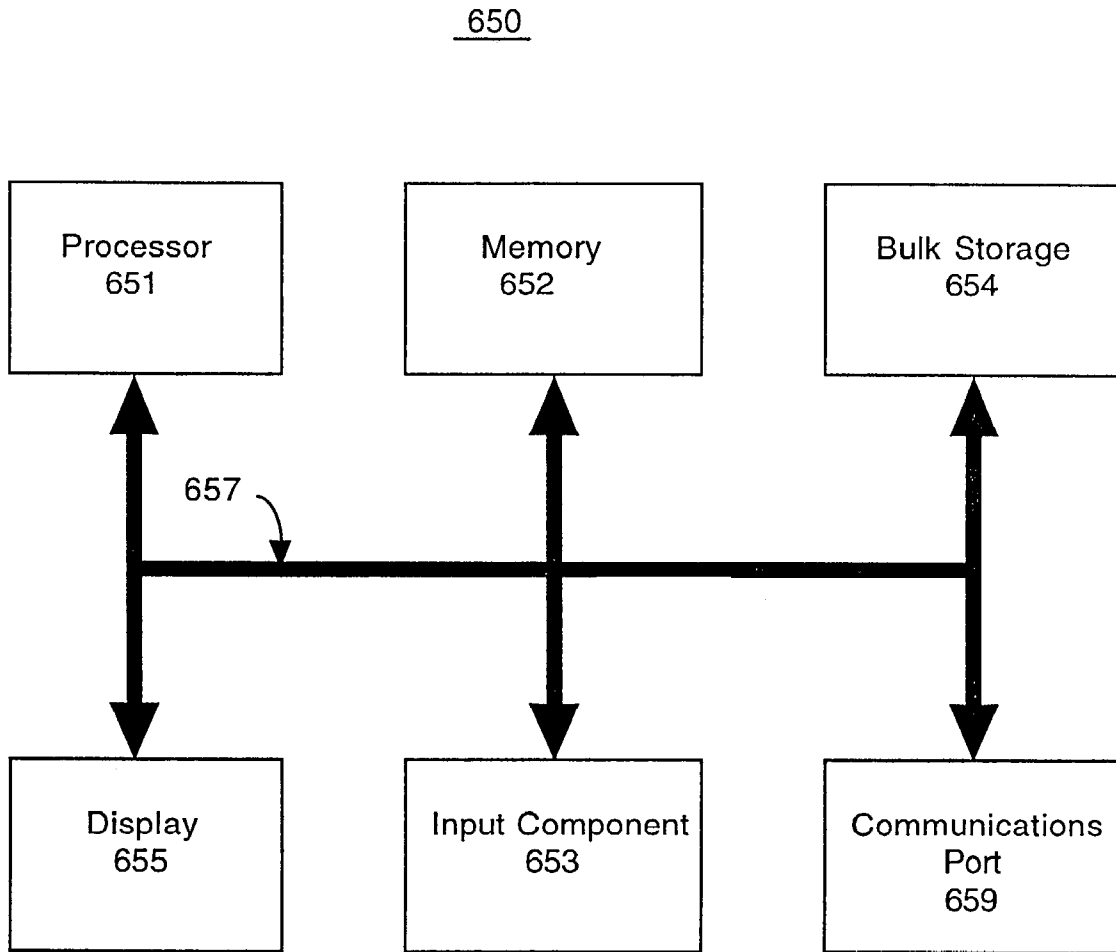 650
Processor
651
Memory
652
Bulk Storage
654
657
Display
655
Input Component
653
Communications
Port
659